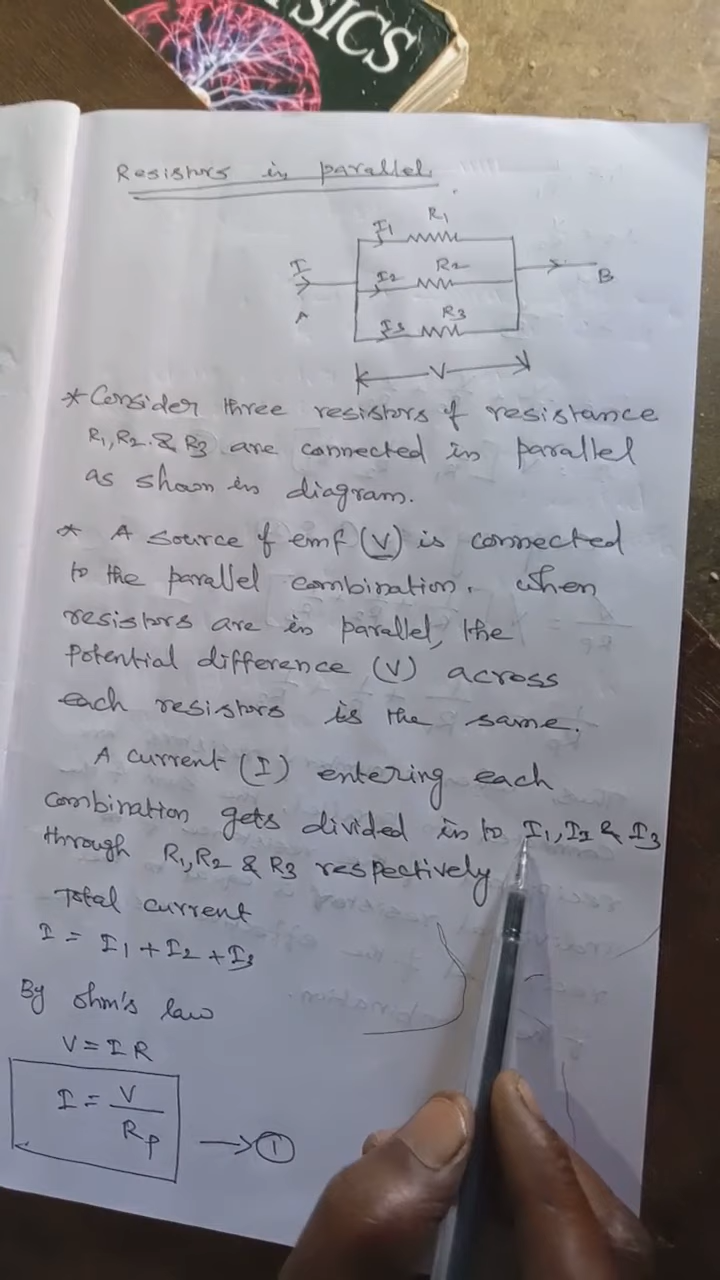 PHYSICS
Resistors in parallel
R1
I1
I
R2
I2
B
A
R3
I3
V
* Consider three resistors of resistance
R1, R2. & R3 are connected in parallel
as shown in diagram.
* A source of emf (V) is connected
to the parallel combination. when
resistors are in parallel, the
Potential difference (V) across
each resistors is the same.
A current (I) entering each
combination gets divided in to I1, I2 & I3
through R1, R2 & R3 respectively
Total current
I = I1 + I2 + I3
By ohm's law
V = I R
I = V / Rp → ①